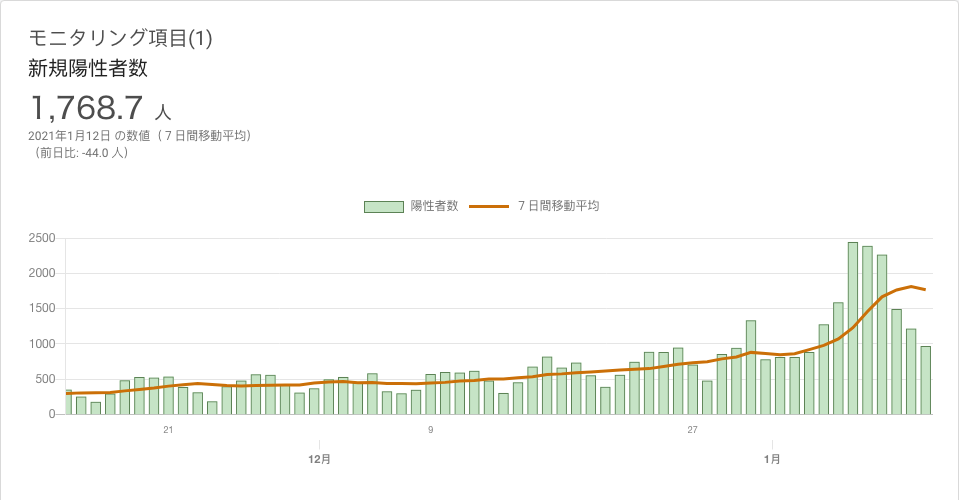 モニタリング項目(1)
新規陽性者数
1,768.7 人
2021年1月12日 の数値（７日間移動平均）
（前日比: -44.0 人）
陽性者数 ７日間移動平均
2500
2000
1500
1000
500
0
21 9 27
12月 1月